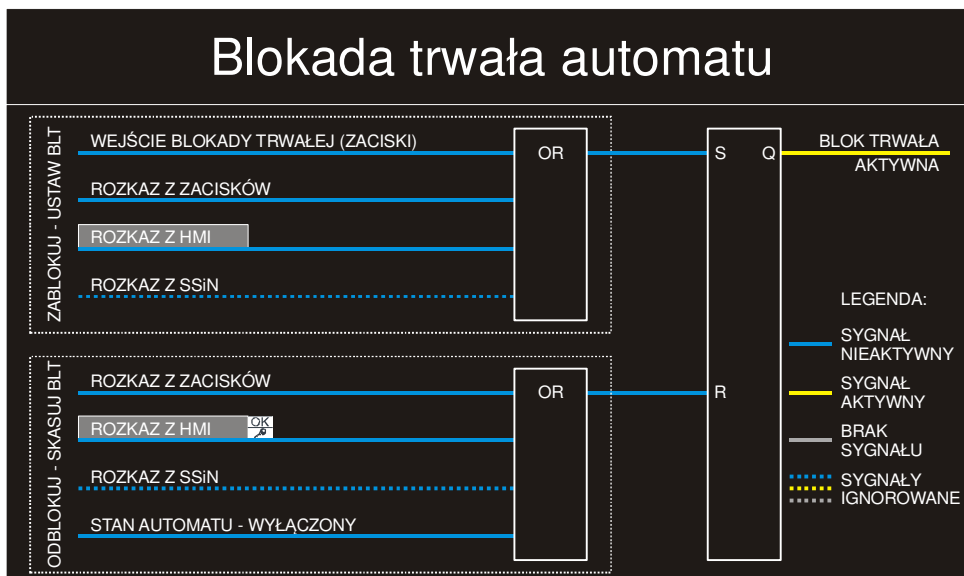 Blokada trwała automatu
ZABLOKUJ - USTAW BLT
WEJŚCIE BLOKADY TRWAŁEJ (ZACISKI)
ROZKAZ Z ZACISKÓW
ROZKAZ Z HMI
ROZKAZ Z SSiN
OR
S Q
BLOK TRWAŁA
AKTYWNA
ODBLOKUJ - SKASUJ BLT
ROZKAZ Z ZACISKÓW
ROZKAZ Z HMI
OK
ROZKAZ Z SSiN
STAN AUTOMATU - WYŁĄCZONY
OR
R
LEGENDA:
SYGNAŁ
NIEAKTYWNY
SYGNAŁ
AKTYWNY
BRAK
SYGNAŁU
SYGNAŁY
IGNOROWANE